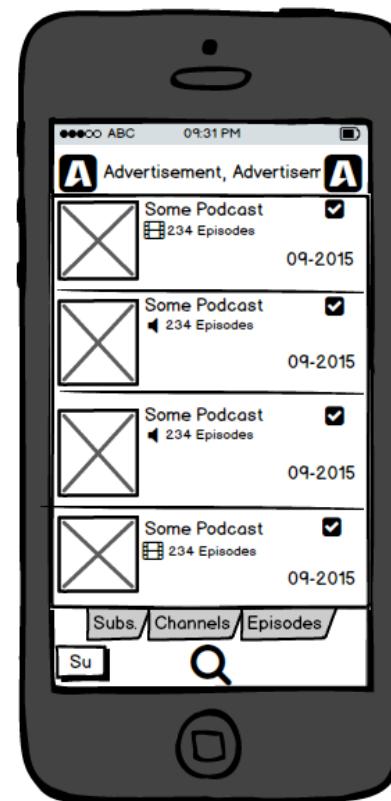 ABC 09:31 PM
A Advertisement, Advertisem A
Some Podcast
234 Episodes
09-2015
Some Podcast
234 Episodes
09-2015
Some Podcast
234 Episodes
09-2015
Some Podcast
234 Episodes
09-2015
Subs. Channels Episodes
Su